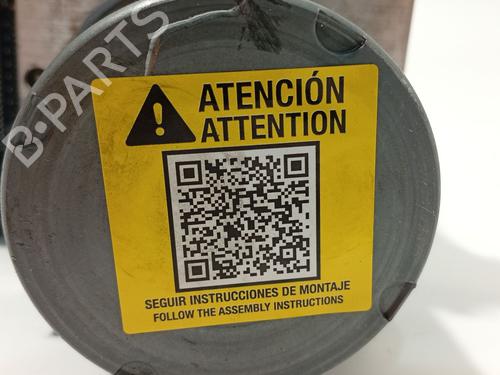 B-PARTS
ATENCIÓN
ATTENTION
SEGUIR INSTRUCCIONES DE MONTAJE
FOLLOW THE ASSEMBLY INSTRUCTIONS